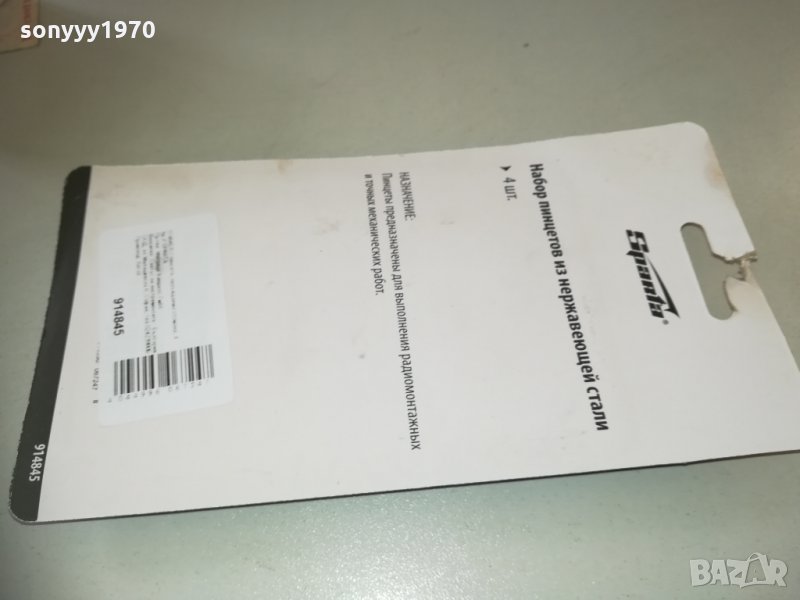 sonyyy1970
Sparta®
Набор пинцетов из нержавеющей стали
4 шт.
НАЗНАЧЕНИЕ:
Пинцеты предназначены для выполнения радиомонтажных
и точных механических работ.
914845
914845
BAZAR